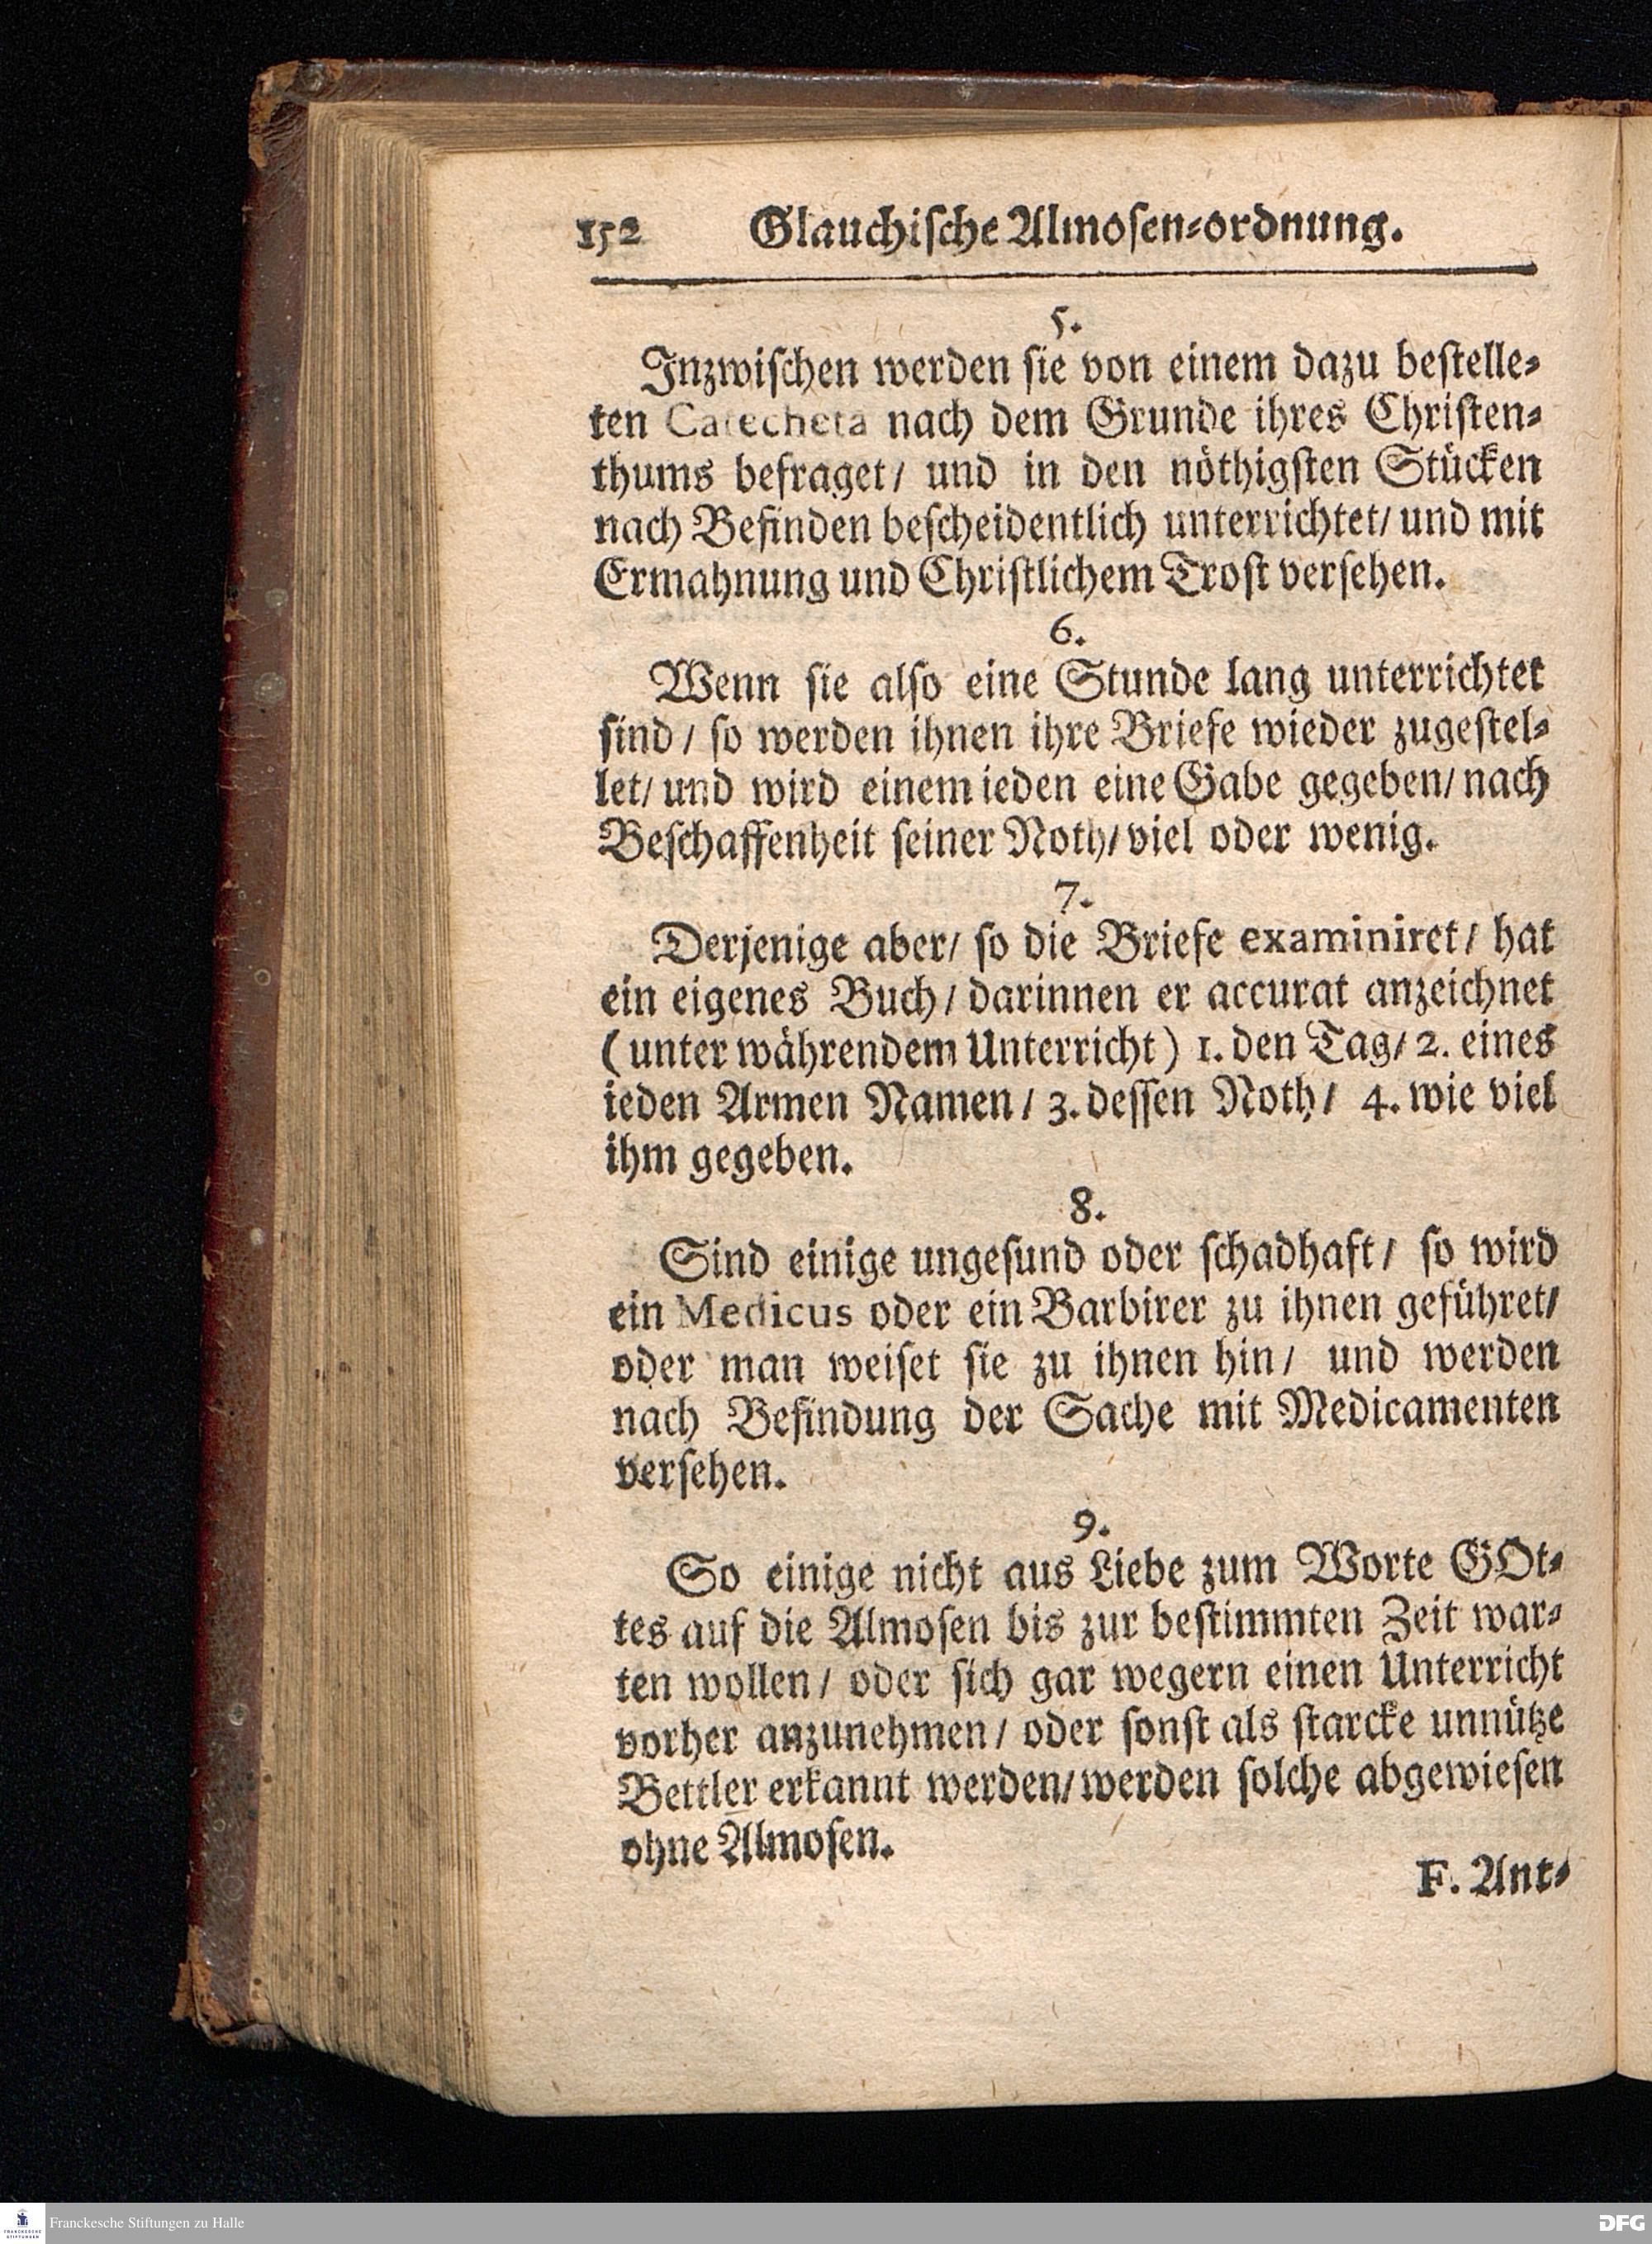 152 Glauchiſche Almoſen-ordnung.
5.
Inzwiſchen werden ſie von einem dazu beſtelle-
ten Catecheta nach dem Grunde ihres Chriſten-
thums befraget/ und in den nöthigſten Stücken
nach Befinden beſcheidentlich unterrichtet/ und mit
Ermahnung und Chriſtlichem Troſt verſehen.
6.
Wenn ſie alſo eine Stunde lang unterrichtet
ſind/ ſo werden ihnen ihre Briefe wieder zugeſtel-
let/ und wird einem ieden eine Gabe gegeben/ nach
Beſchaffenheit ſeiner Noth/ viel oder wenig.
7.
Derjenige aber/ ſo die Briefe examiniret/ hat
ein eigenes Buch/ darinnen er accurat anzeichnet
(unter währendem Unterricht) 1. den Tag/ 2. eines
ieden Armen Namen/ 3. deſſen Noth/ 4. wie viel
ihm gegeben.
8.
Sind einige ungeſund oder ſchadhaft/ ſo wird
ein Medicus oder ein Barbirer zu ihnen geführet/
oder man weiſet ſie zu ihnen hin/ und werden
nach Befindung der Sache mit Medicamenten
verſehen.
9.
So einige nicht aus Liebe zum Worte GOt-
tes auf die Almoſen bis zur beſtimmten Zeit war-
ten wollen/ oder ſich gar wegern einen Unterricht
vorher anzunehmen/ oder ſonſt als ſtarcke unnütze
Bettler erkannt werden/ werden ſolche abgewieſen
ohne Almoſen.
F. Ant-
FRANCKESCHE
STIFTUNGEN
Franckesche Stiftungen zu Halle
DFG